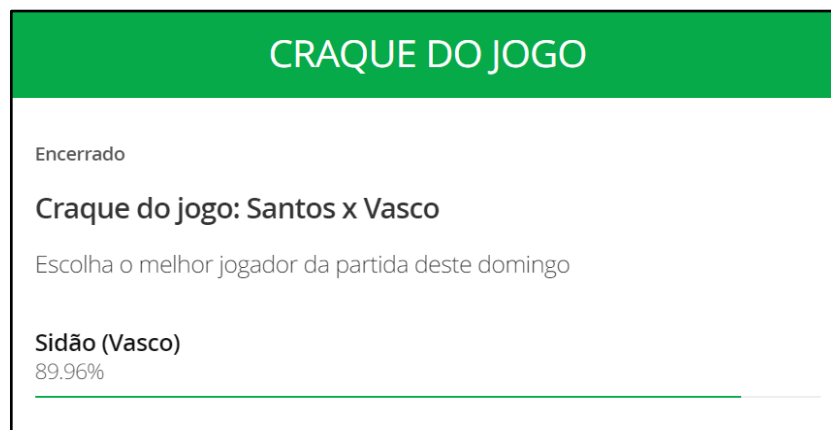 CRAQUE DO JOGO
Encerrado
Craque do jogo: Santos x Vasco
Escolha o melhor jogador da partida deste domingo
Sidão (Vasco)
89.96%